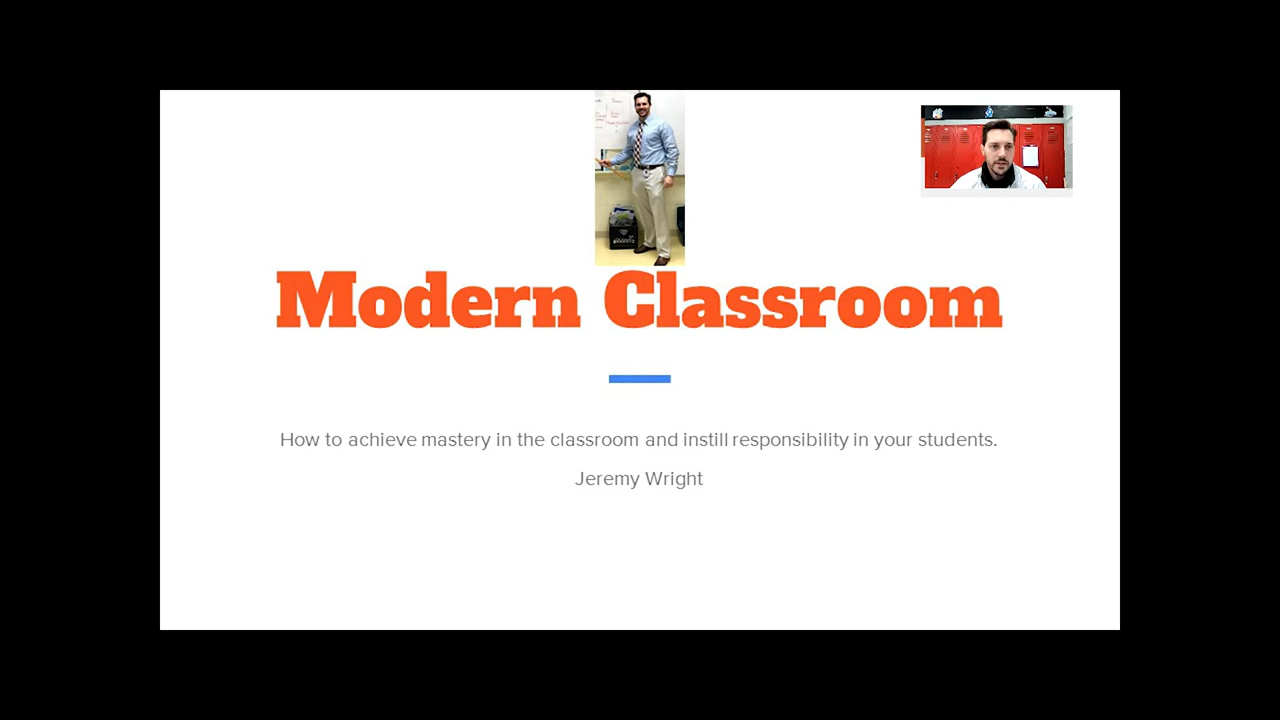 Modern Classroom
How to achieve mastery in the classroom and instill responsibility in your students.
Jeremy Wright